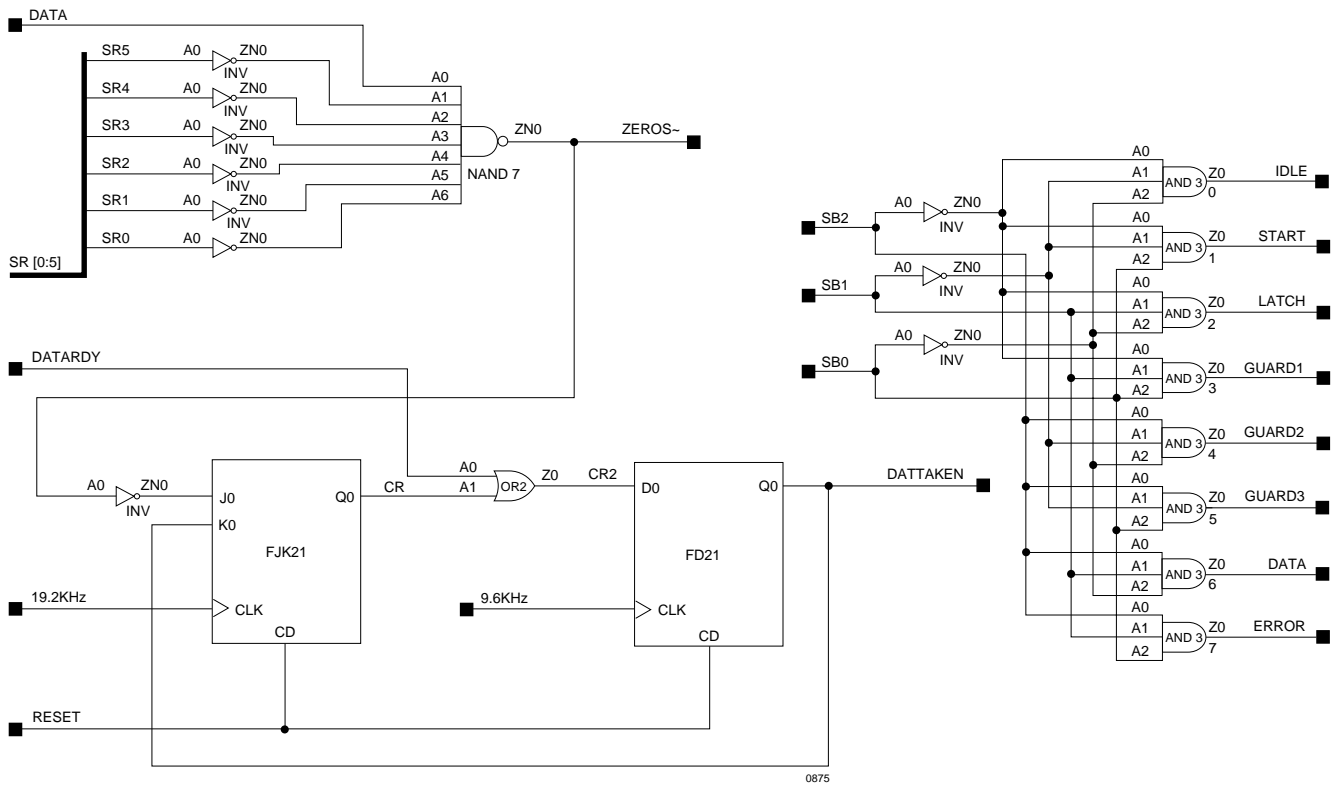 DATA
SR5 A0 ZN0
INV
SR4 A0 ZN0
INV
SR3 A0 ZN0
INV
SR2 A0 ZN0
INV
SR1 A0 ZN0
INV
SR0 A0 ZN0
INV
SR [0:5]
A0
A1
A2
A3
A4
A5
A6
ZN0
NAND 7
ZEROS~
DATARDY
A0 ZN0
INV
J0
K0
Q0
FJK21
CLK
CD
19.2KHz
CR
A0
A1
OR2
Z0
CR2
D0
Q0
FD21
CLK
CD
9.6KHz
DATTAKEN
RESET
0875
SB2
A0 ZN0
INV
SB1
A0 ZN0
INV
SB0
A0 ZN0
INV
A0
A1
A2
AND 3
Z0
0
IDLE
A0
A1
A2
AND 3
Z0
1
START
A0
A1
A2
AND 3
Z0
2
LATCH
A0
A1
A2
AND 3
Z0
3
GUARD1
A0
A1
A2
AND 3
Z0
4
GUARD2
A0
A1
A2
AND 3
Z0
5
GUARD3
A0
A1
A2
AND 3
Z0
6
DATA
A0
A1
A2
AND 3
Z0
7
ERROR